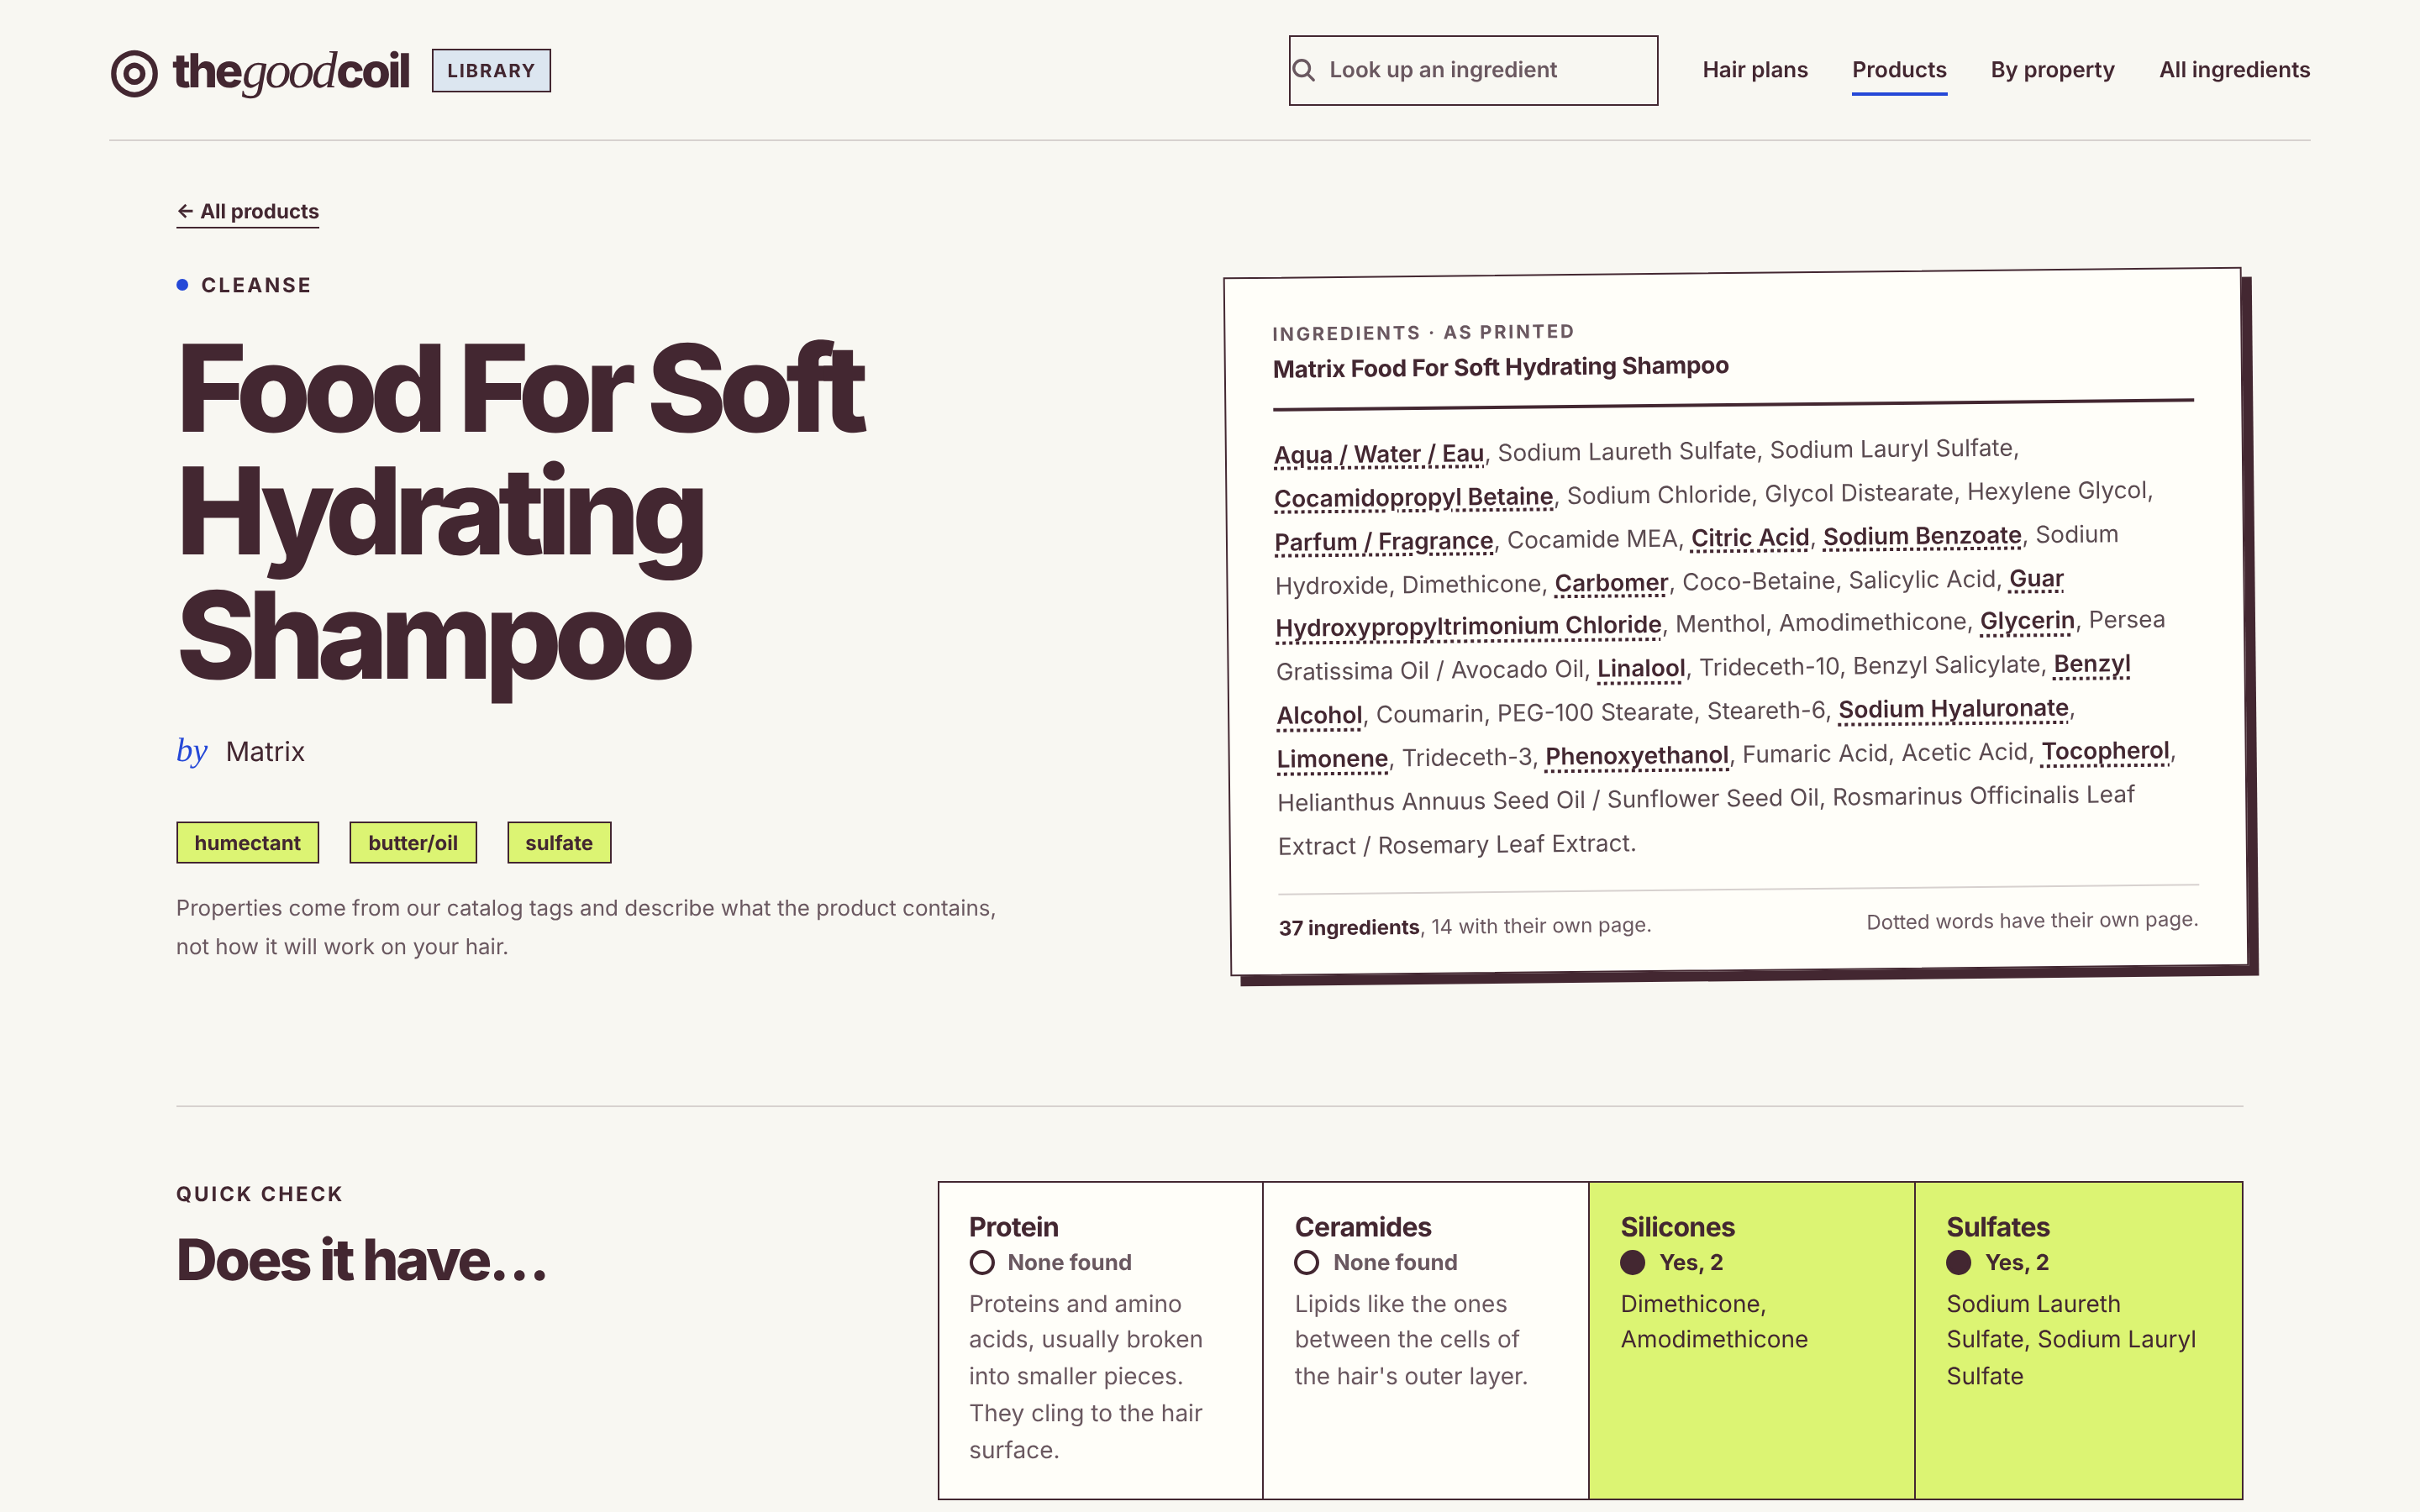 thegoodcoil LIBRARY
Look up an ingredient
Hair plans Products By property All ingredients
← All products
CLEANSE
Food For Soft
Hydrating
Shampoo
by Matrix
humectant butter/oil sulfate
Properties come from our catalog tags and describe what the product contains,
not how it will work on your hair.
INGREDIENTS · AS PRINTED
Matrix Food For Soft Hydrating Shampoo
Aqua / Water / Eau, Sodium Laureth Sulfate, Sodium Lauryl Sulfate,
Cocamidopropyl Betaine, Sodium Chloride, Glycol Distearate, Hexylene Glycol,
Parfum / Fragrance, Cocamide MEA, Citric Acid, Sodium Benzoate, Sodium
Hydroxide, Dimethicone, Carbomer, Coco-Betaine, Salicylic Acid, Guar
Hydroxypropyltrimonium Chloride, Menthol, Amodimethicone, Glycerin, Persea
Gratissima Oil / Avocado Oil, Linalool, Trideceth-10, Benzyl Salicylate, Benzyl
Alcohol, Coumarin, PEG-100 Stearate, Steareth-6, Sodium Hyaluronate,
Limonene, Trideceth-3, Phenoxyethanol, Fumaric Acid, Acetic Acid, Tocopherol,
Helianthus Annuus Seed Oil / Sunflower Seed Oil, Rosmarinus Officinalis Leaf
Extract / Rosemary Leaf Extract.
37 ingredients, 14 with their own page.
Dotted words have their own page.
QUICK CHECK
Does it have…
Protein
None found
Proteins and amino
acids, usually broken
into smaller pieces.
They cling to the hair
surface.
Ceramides
None found
Lipids like the ones
between the cells of
the hair's outer layer.
Silicones
Yes, 2
Dimethicone,
Amodimethicone
Sulfates
Yes, 2
Sodium Laureth
Sulfate, Sodium Lauryl
Sulfate